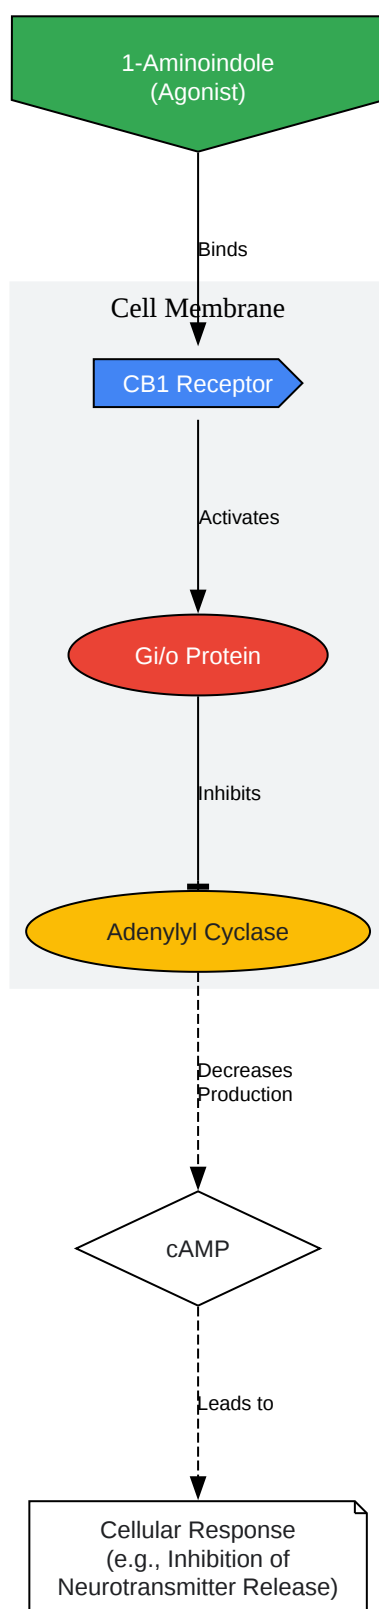 1-Aminoindole
(Agonist)
Binds
Cell Membrane
CB1 Receptor
Activates
Gi/o Protein
Inhibits
Adenylyl Cyclase
Decreases
Production
cAMP
Leads to
Cellular Response
(e.g., Inhibition of
Neurotransmitter Release)